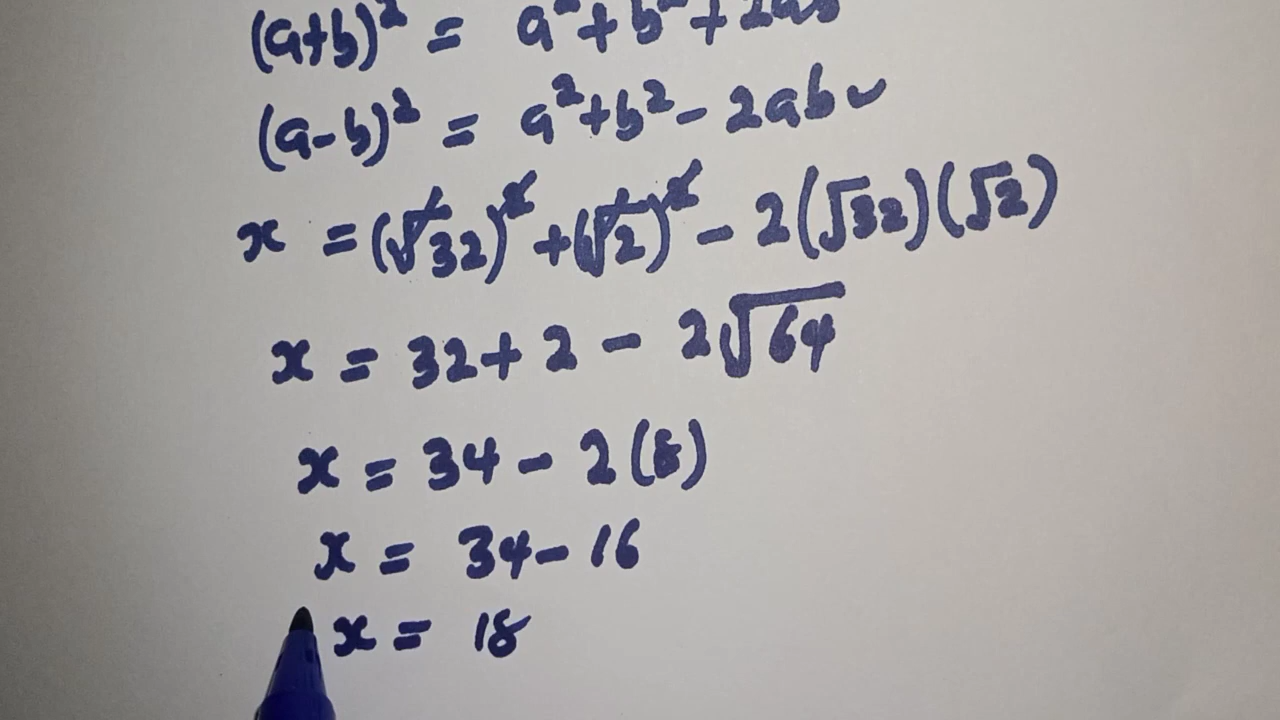 (a+b)² = a²+b²+2ab
(a-b)² = a²+b²-2ab
x = (√32)²+(√2)²-2(√32)(√2)
x = 32+2-2√64
x = 34-2(8)
x = 34-16
x = 18